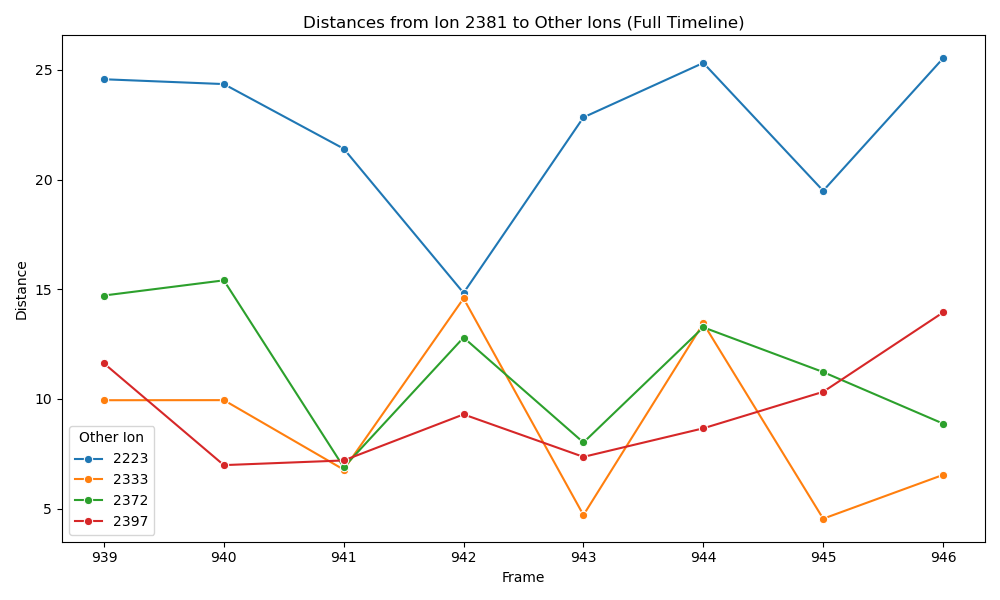 Distances from Ion 2381 to Other Ions (Full Timeline)
Distance
25
20
15
10
5
Other Ion
2223
2333
2372
2397
939 940 941 942 943 944 945 946
Frame